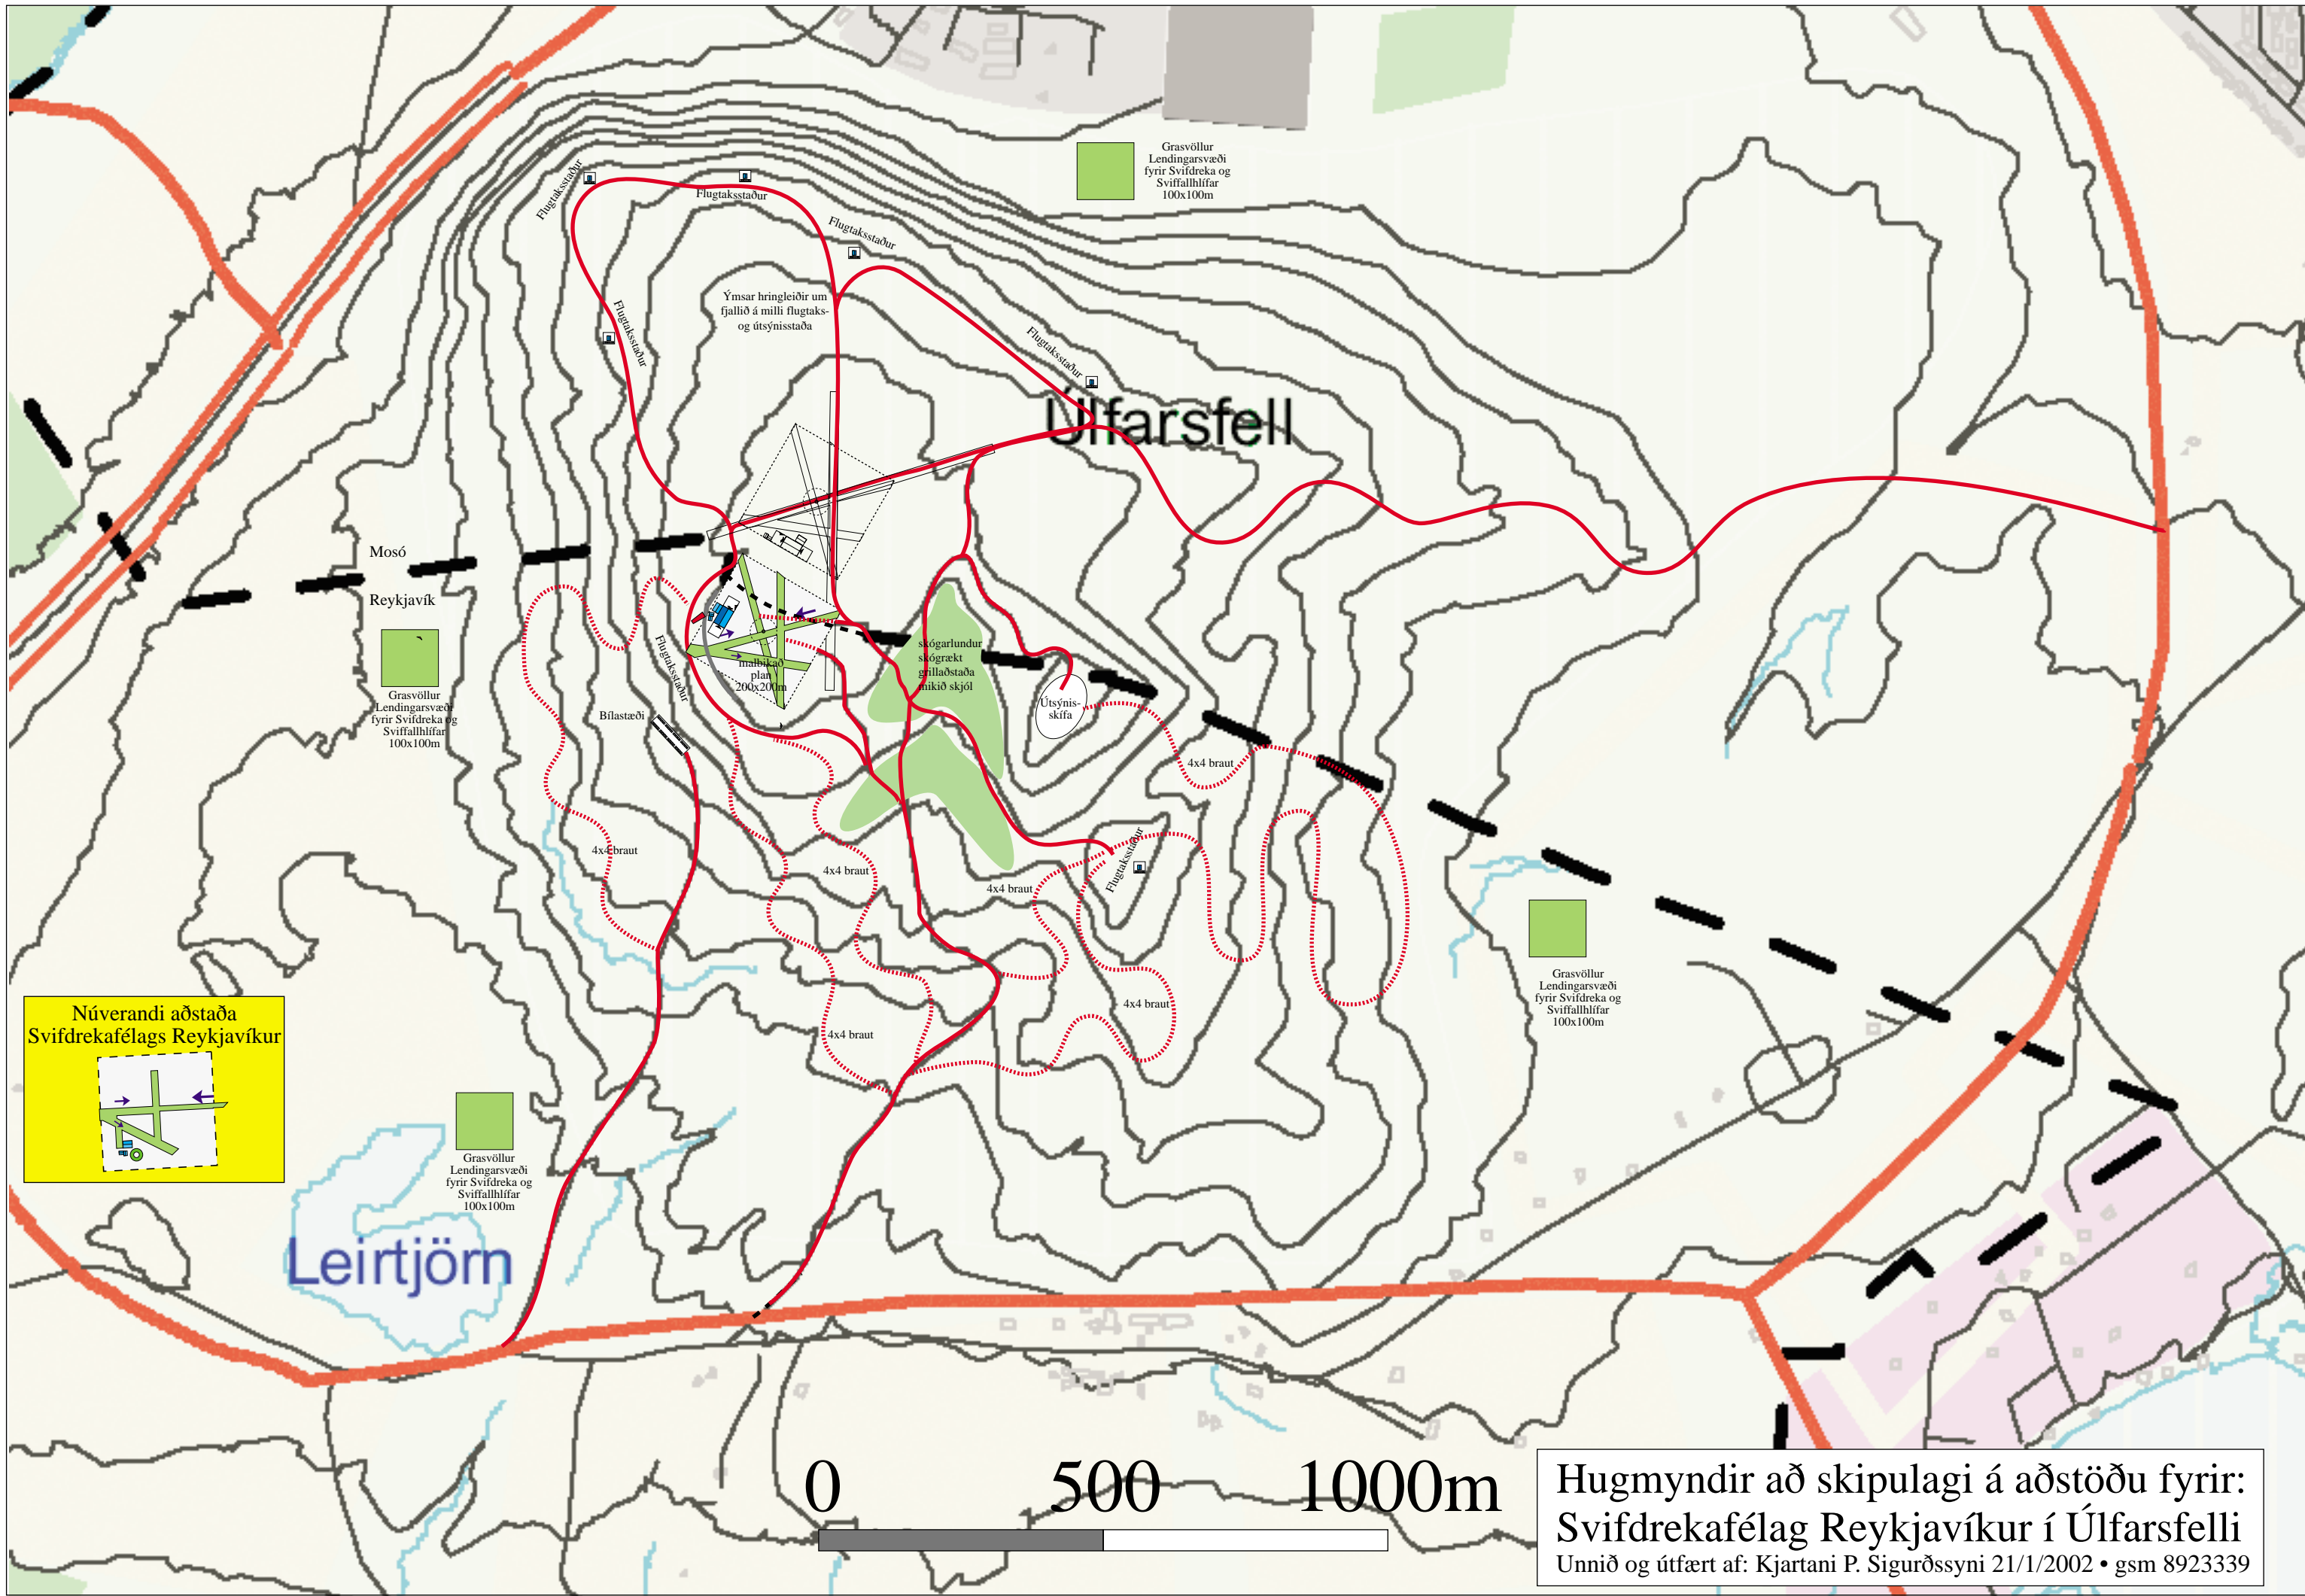 Grasvöllur
Lendingarsvæði
fyrir Svifdreka og
Sviffallhlífar
100x100m
Flugtaksstaður
Flugtaksstaður
Flugtaksstaður
Flugtaksstaður
Flugtaksstaður
Ýmsar hringleiðir um
fjallið á milli flugtaks-
og útsýnisstaða
Úlfarsfell
Mosó
Reykjavík
Grasvöllur
Lendingarsvæði
fyrir Svifdreka og
Sviffallhlífar
100x100m
Flugtaksstaður
malbikað
plan
200x200m
skógarlundur
skógrækt
grillaðstaða
mikið skjól
Útsýnis-
skífa
Bílastæði
4x4 braut
4x4 braut
4x4 braut
4x4 braut
Flugtaksstaður
4x4 braut
4x4 braut
Grasvöllur
Lendingarsvæði
fyrir Svifdreka og
Sviffallhlífar
100x100m
Núverandi aðstaða
Svifdrekafélags Reykjavíkur
Grasvöllur
Lendingarsvæði
fyrir Svifdreka og
Sviffallhlífar
100x100m
Leirtjörn
0 500 1000m
Hugmyndir að skipulagi á aðstöðu fyrir:
Svifdrekafélag Reykjavíkur í Úlfarsfelli
Unnið og útfært af: Kjartani P. Sigurðssyni 21/1/2002 • gsm 8923339